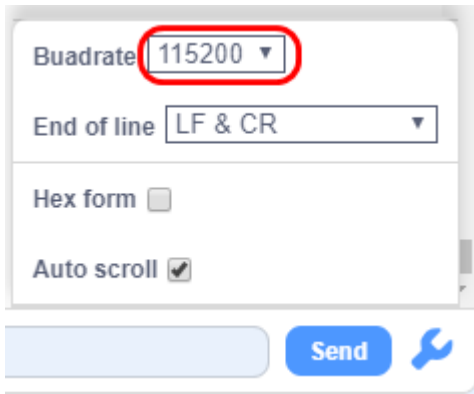 Buadrate 115200
End of line LF & CR
Hex form
Auto scroll
Send